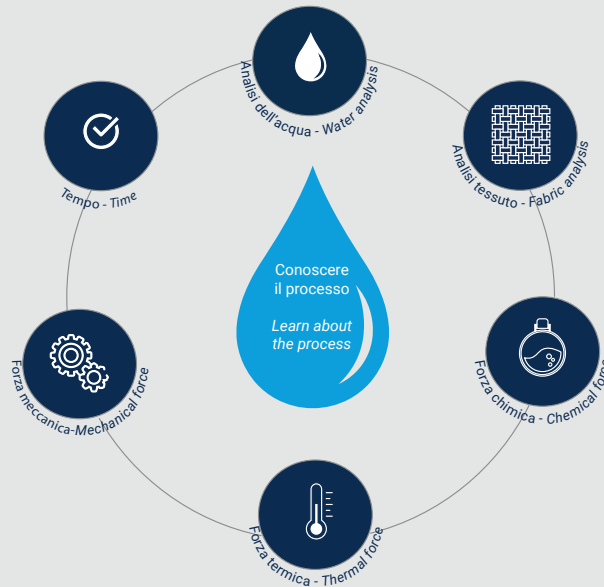 Analisi dell'acqua - Water analysis
Analisi tessuto - Fabric analysis
Forza chimica - Chemical force
Forza termica - Thermal force
Forza meccanica-Mechanical force
Tempo - Time
Conoscere
il processo
Learn about
the process